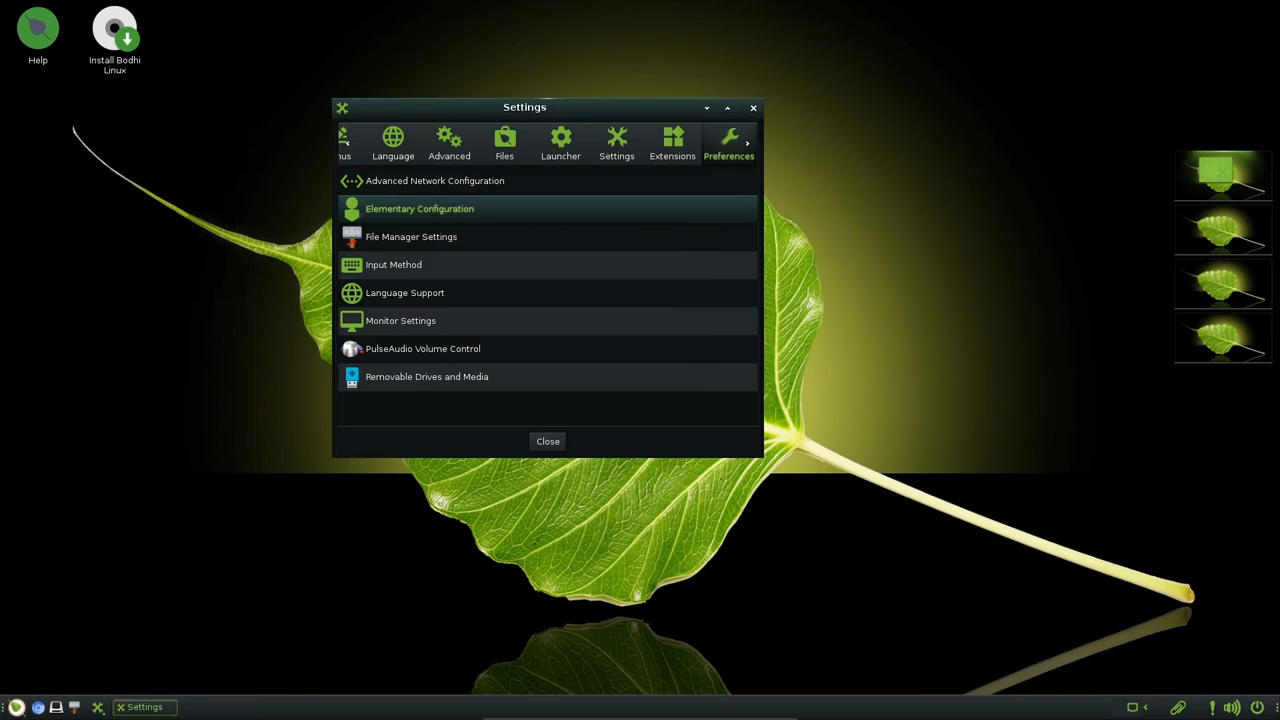 Help
Install Bodhi
Linux
Settings
nus
Language
Advanced
Files
Launcher
Settings
Extensions
Preferences
Advanced Network Configuration
Elementary Configuration
File Manager Settings
Input Method
Language Support
Monitor Settings
PulseAudio Volume Control
Removable Drives and Media
Close
Settings